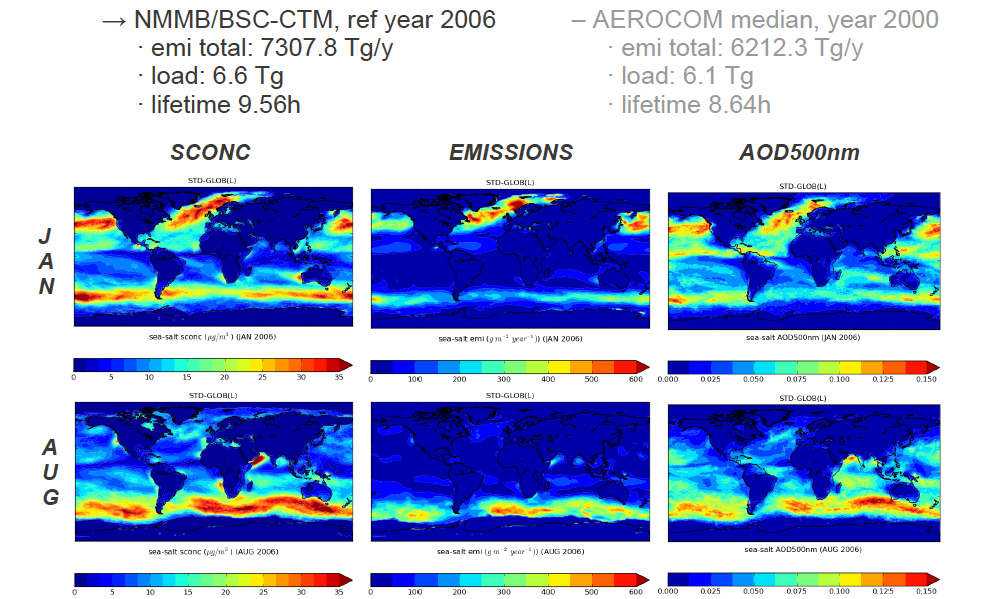 → NMMB/BSC-CTM, ref year 2006
· emi total: 7307.8 Tg/y
· load: 6.6 Tg
· lifetime 9.56h
– AEROCOM median, year 2000
· emi total: 6212.3 Tg/y
· load: 6.1 Tg
· lifetime 8.64h
SCONC EMISSIONS AOD500nm
JAN
STD-GLOB(L) STD-GLOB(L) STD-GLOB(L)
sea-salt sconc (μg/m³ ) (JAN 2006) sea-salt emi (g m⁻² year⁻¹)) (JAN 2006) sea-salt AOD500nm (JAN 2006)
0 5 10 15 20 25 30 35 0 100 200 300 400 500 600 0.000 0.025 0.050 0.075 0.100 0.125 0.150
AUG
STD-GLOB(L) STD-GLOB(L) STD-GLOB(L)
sea-salt sconc (μg/m³ ) (AUG 2006) sea-salt emi (g m⁻² year⁻¹)) (AUG 2006) sea-salt AOD500nm (AUG 2006)
0 5 10 15 20 25 30 35 0 100 200 300 400 500 600 0.000 0.025 0.050 0.075 0.100 0.125 0.150